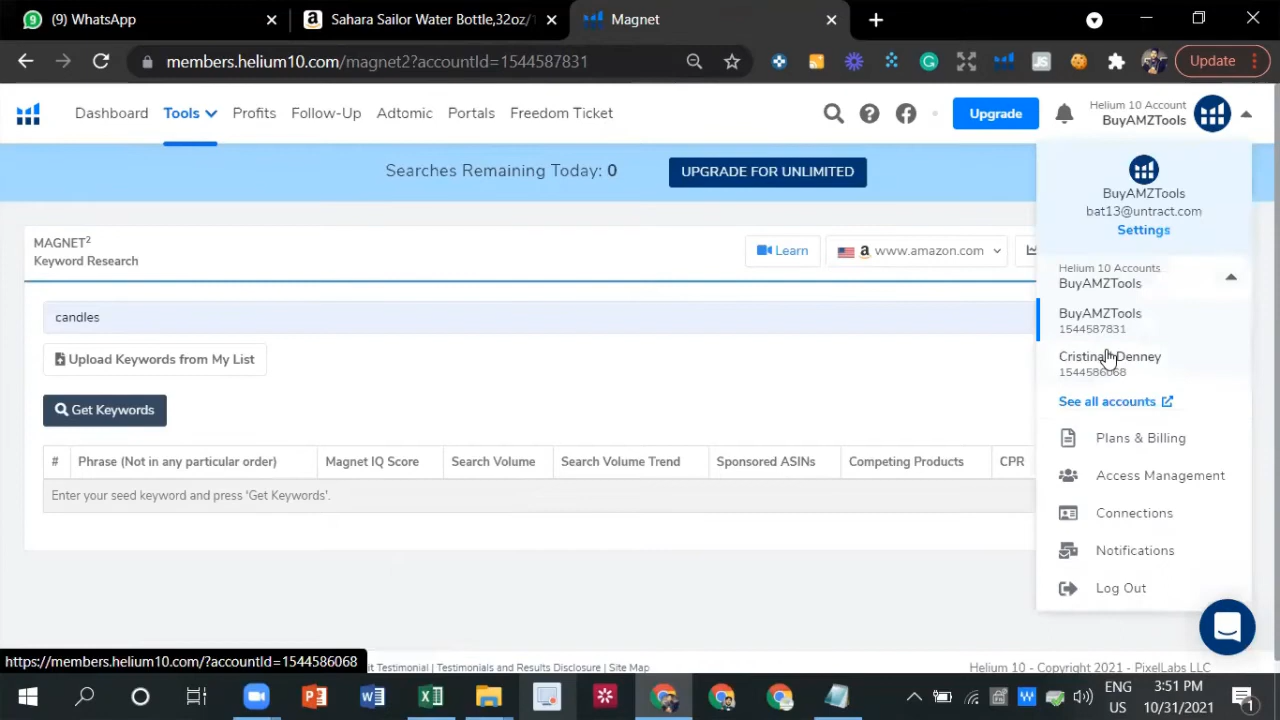 9
(9) WhatsApp
Sahara Sailor Water Bottle,32oz/
Magnet
members.helium10.com/magnet2?accountId=1544587831
JS
Update
Dashboard
Tools
Profits
Follow-Up
Adtomic
Portals
Freedom Ticket
Upgrade
Helium 10 Account
BuyAMZTools
Searches Remaining Today: 0
UPGRADE FOR UNLIMITED
BuyAMZTools
bat13@untract.com
Settings
MAGNET2
Keyword Research
Learn
www.amazon.com
Helium 10 Accounts
BuyAMZTools
BuyAMZTools
1544587831
candles
Upload Keywords from My List
Denney
1544586068
See all accounts
Get Keywords
Plans & Billing
# Phrase (Not in any particular order) Magnet IQ Score Search Volume Search Volume Trend Sponsored ASINs Competing Products CPR
Access Management
Enter your seed keyword and press 'Get Keywords'.
Connections
Notifications
Log Out
https://members.helium10.com/?accountId=1544586068
Testimonial | Testimonials and Results Disclosure | Site Map
Helium 10 - Copyright 2021 - PixelLabs LLC
ENG
US
3:51 PM
10/31/2021
1